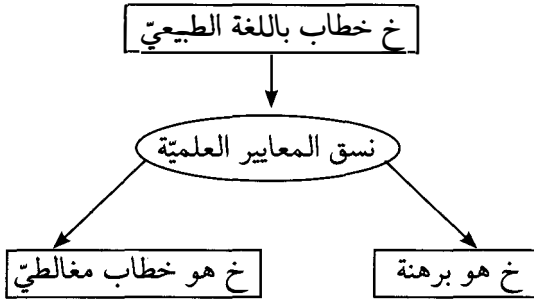 خ خطاب باللغة الطبيعيّ
نسق المعايير العلميّة
خ هو برهنة
خ هو خطاب مغالطيّ